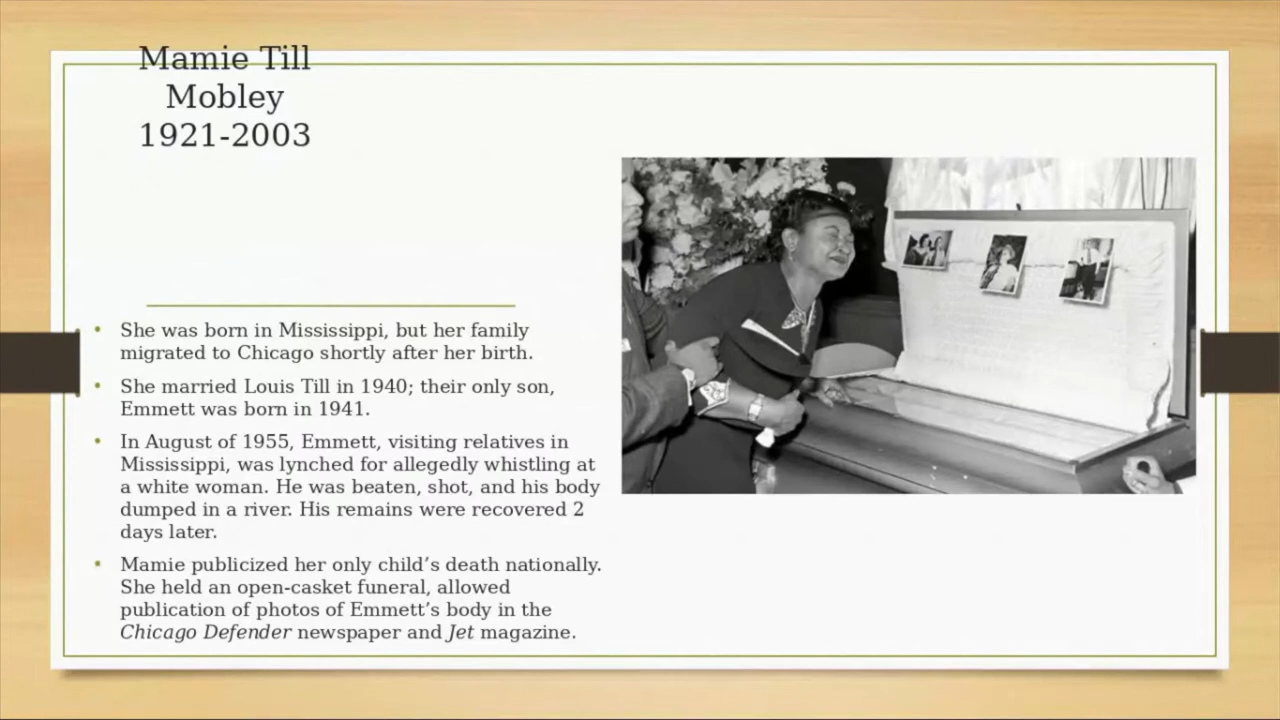 Mamie Till
Mobley
1921-2003
• She was born in Mississippi, but her family
migrated to Chicago shortly after her birth.
• She married Louis Till in 1940; their only son,
Emmett was born in 1941.
• In August of 1955, Emmett, visiting relatives in
Mississippi, was lynched for allegedly whistling at
a white woman. He was beaten, shot, and his body
dumped in a river. His remains were recovered 2
days later.
• Mamie publicized her only child’s death nationally.
She held an open-casket funeral, allowed
publication of photos of Emmett’s body in the
Chicago Defender newspaper and Jet magazine.